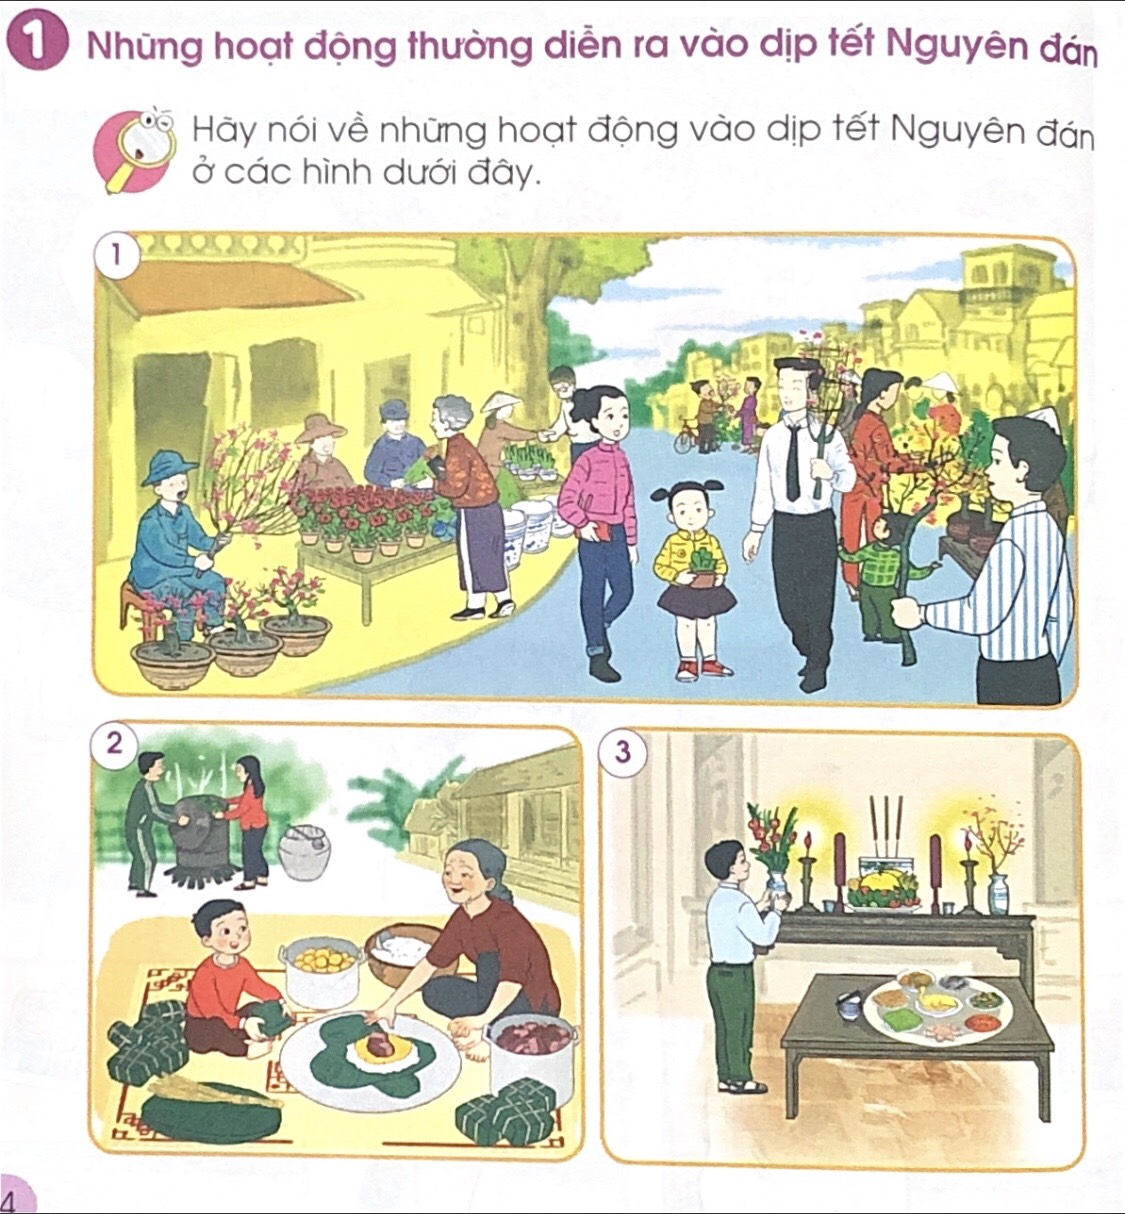 1 Những hoạt động thường diễn ra vào dịp tết Nguyên đán
Hãy nói về những hoạt động vào dịp tết Nguyên đán
ở các hình dưới đây.
1
2
3
4